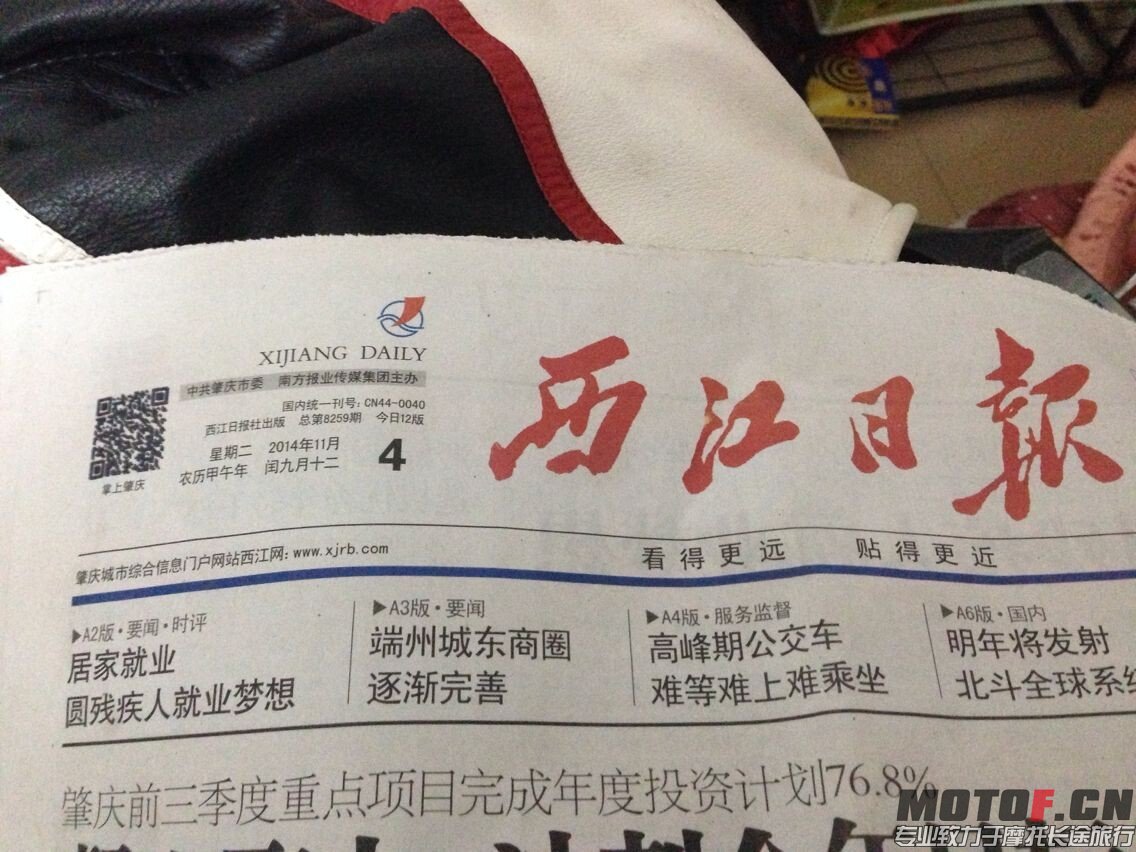 XIJIANG DAILY
中共肇庆市委 南方报业传媒集团主办
国内统一刊号:CN44-0040
西江日报社出版 总第8259期 今日12版
星期二 2014年11月
农历甲午年 闰九月十二
4
掌上肇庆
西江日报
肇庆城市综合信息门户网站西江网:www.xjrb.com
看得更远 贴得更近
▶A2版·要闻·时评
居家就业
圆残疾人就业梦想
▶A3版·要闻
端州城东商圈
逐渐完善
▶A4版·服务监督
高峰期公交车
难等难上难乘坐
▶A6版·国内
明年将发射
北斗全球系统
肇庆前三季度重点项目完成年度投资计划76.8%
MOTOF.CN
专业致力于摩托长途旅行